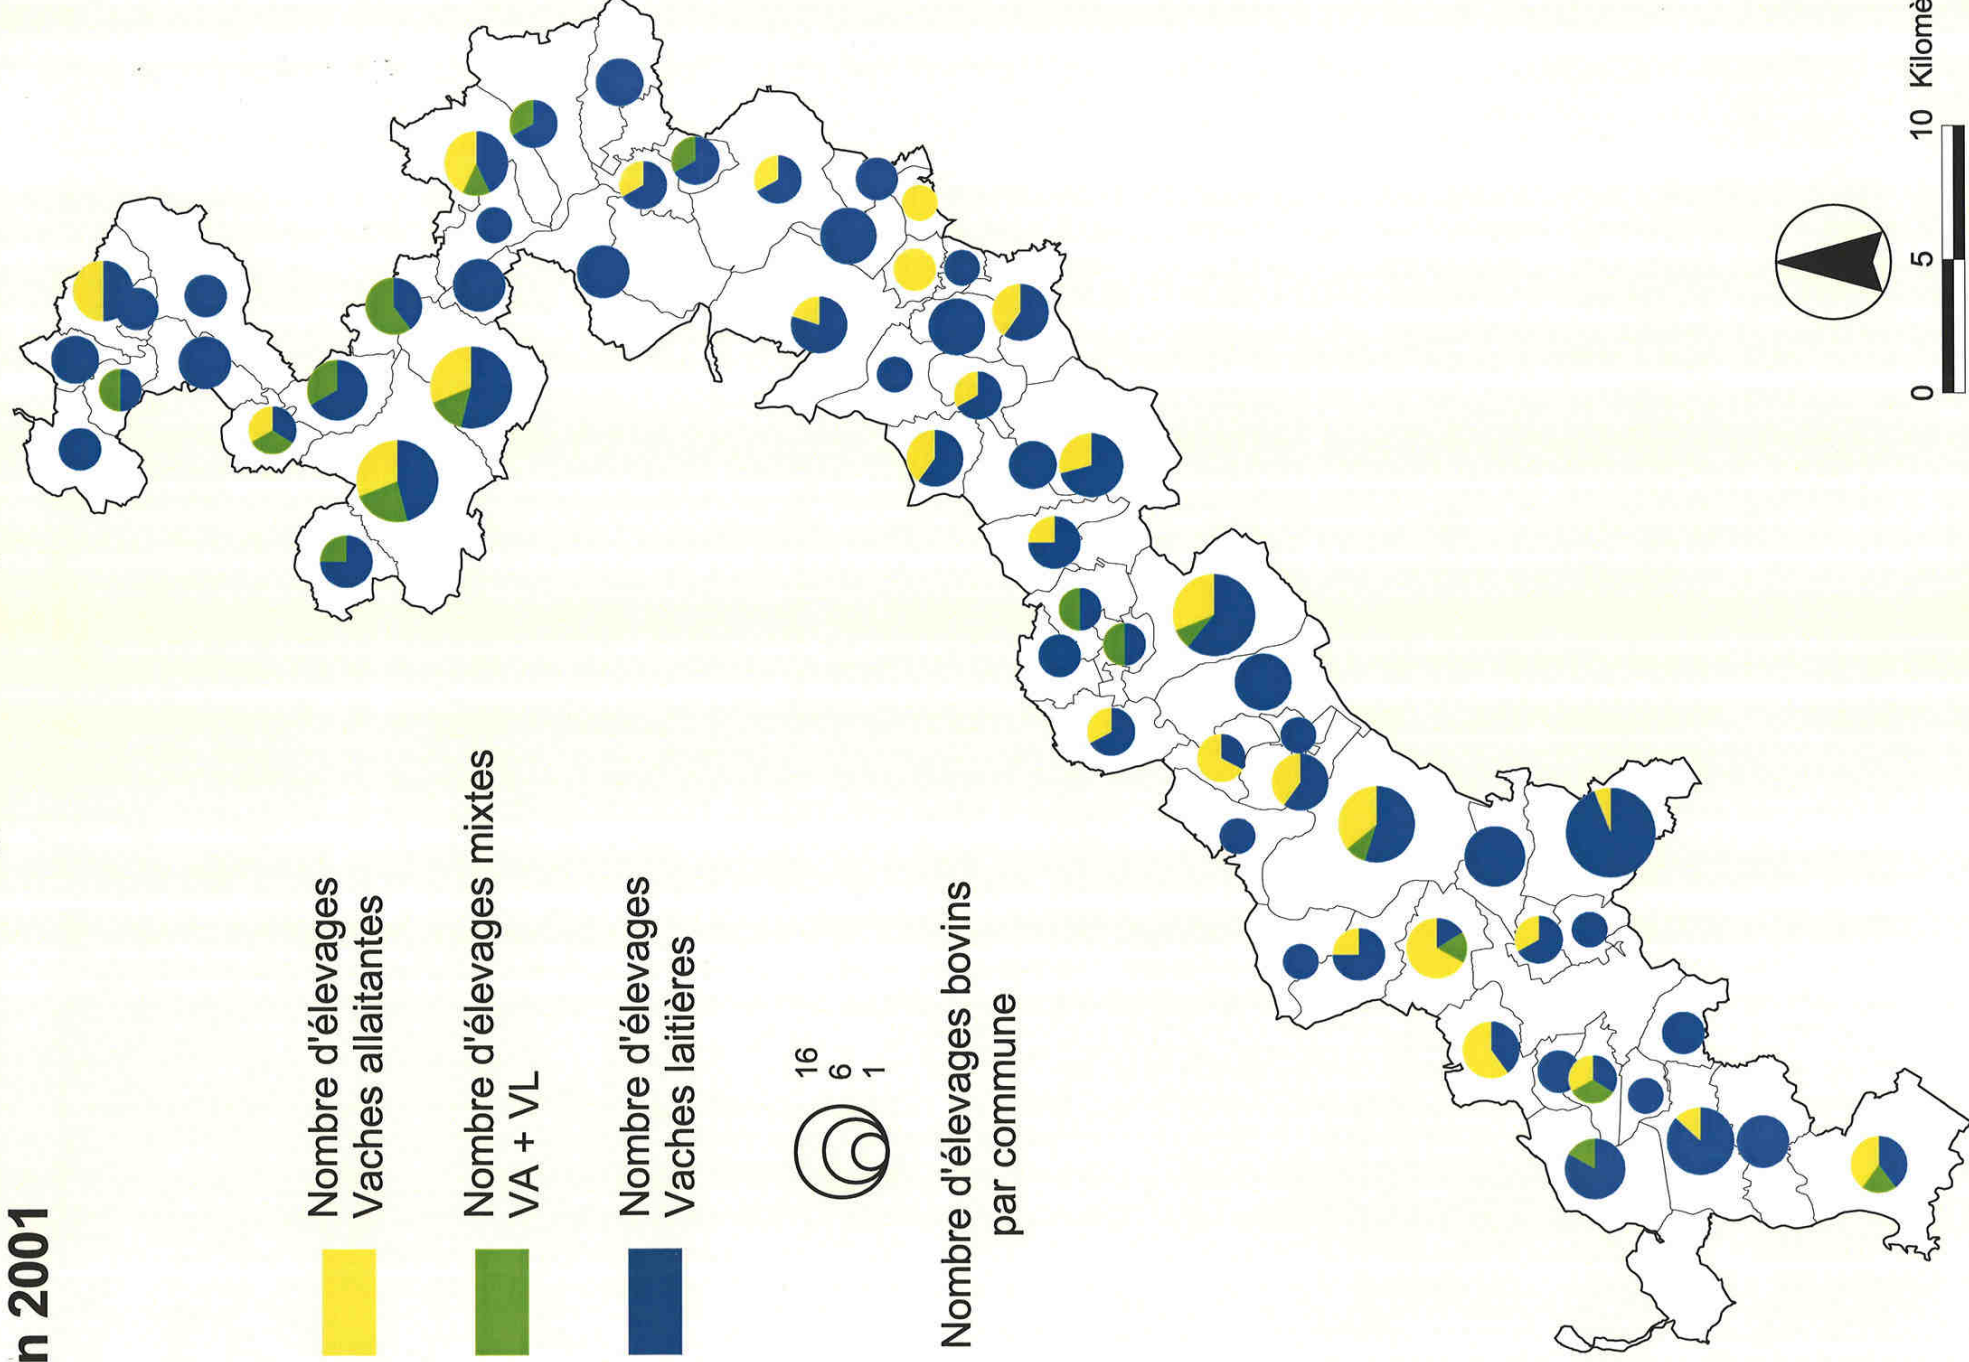 n 2001
Nombre d'élevages
Vaches allaitantes
Nombre d'élevages mixtes
VA + VL
Nombre d'élevages
Vaches laitières
16
6
1
Nombre d'élevages bovins
par commune
0 5 10 Kilomè